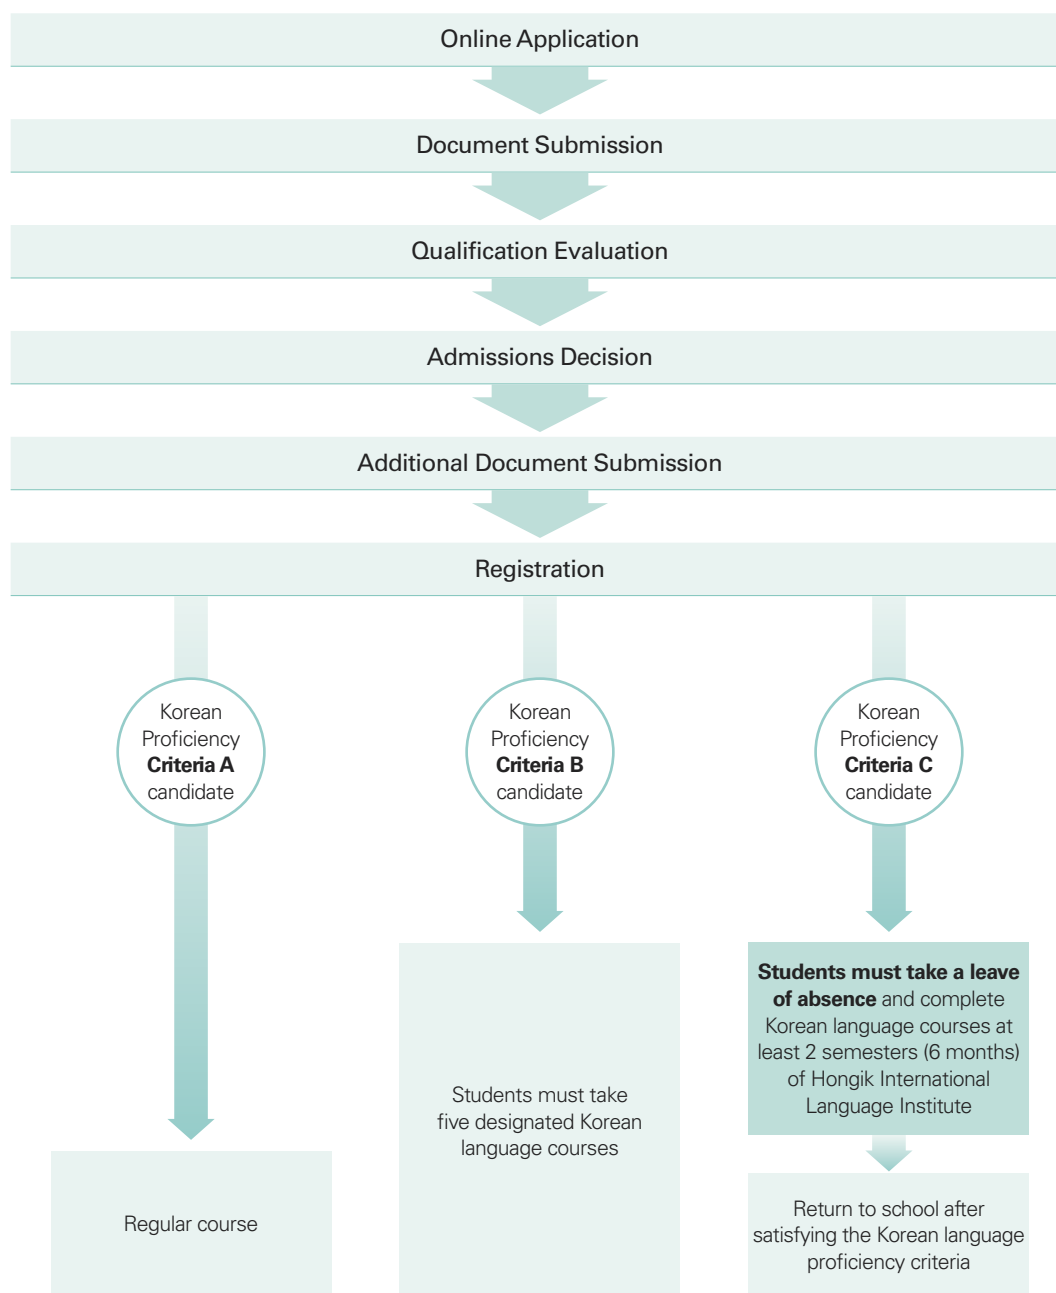 Online Application
Document Submission
Qualification Evaluation
Admissions Decision
Additional Document Submission
Registration
Korean
Proficiency
Criteria A
candidate
Regular course
Korean
Proficiency
Criteria B
candidate
Students must take
five designated Korean
language courses
Korean
Proficiency
Criteria C
candidate
Students must take a leave
of absence and complete
Korean language courses at
least 2 semesters (6 months)
of Hongik International
Language Institute
Return to school after
satisfying the Korean language
proficiency criteria